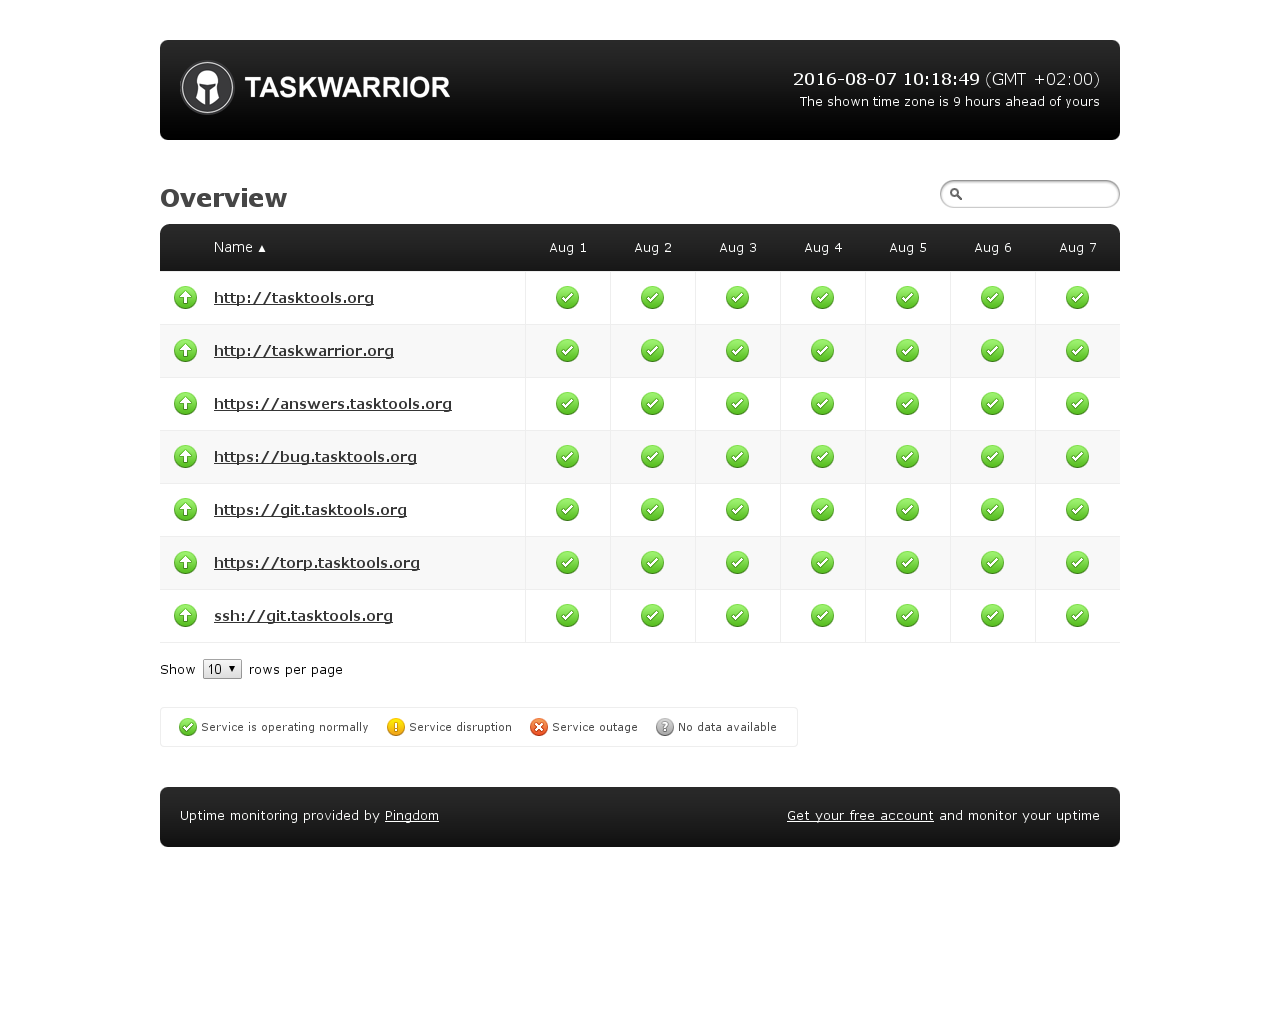 TASKWARRIOR
2016-08-07 10:18:49 (GMT +02:00)
The shown time zone is 9 hours ahead of yours
Overview
Name ▲ Aug 1 Aug 2 Aug 3 Aug 4 Aug 5 Aug 6 Aug 7
http://tasktools.org
http://taskwarrior.org
https://answers.tasktools.org
https://bug.tasktools.org
https://git.tasktools.org
https://torp.tasktools.org
ssh://git.tasktools.org
Show 10 ▼ rows per page
Service is operating normally Service disruption Service outage No data available
Uptime monitoring provided by Pingdom Get your free account and monitor your uptime